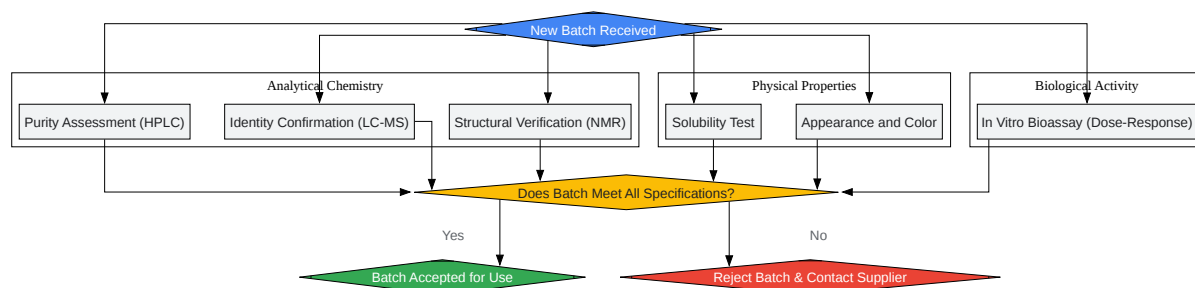 New Batch Received
Analytical Chemistry
Physical Properties
Biological Activity
Purity Assessment (HPLC)
Identity Confirmation (LC-MS)
Structural Verification (NMR)
Solubility Test
Appearance and Color
In Vitro Bioassay (Dose-Response)
Does Batch Meet All Specifications?
Yes
No
Batch Accepted for Use
Reject Batch & Contact Supplier